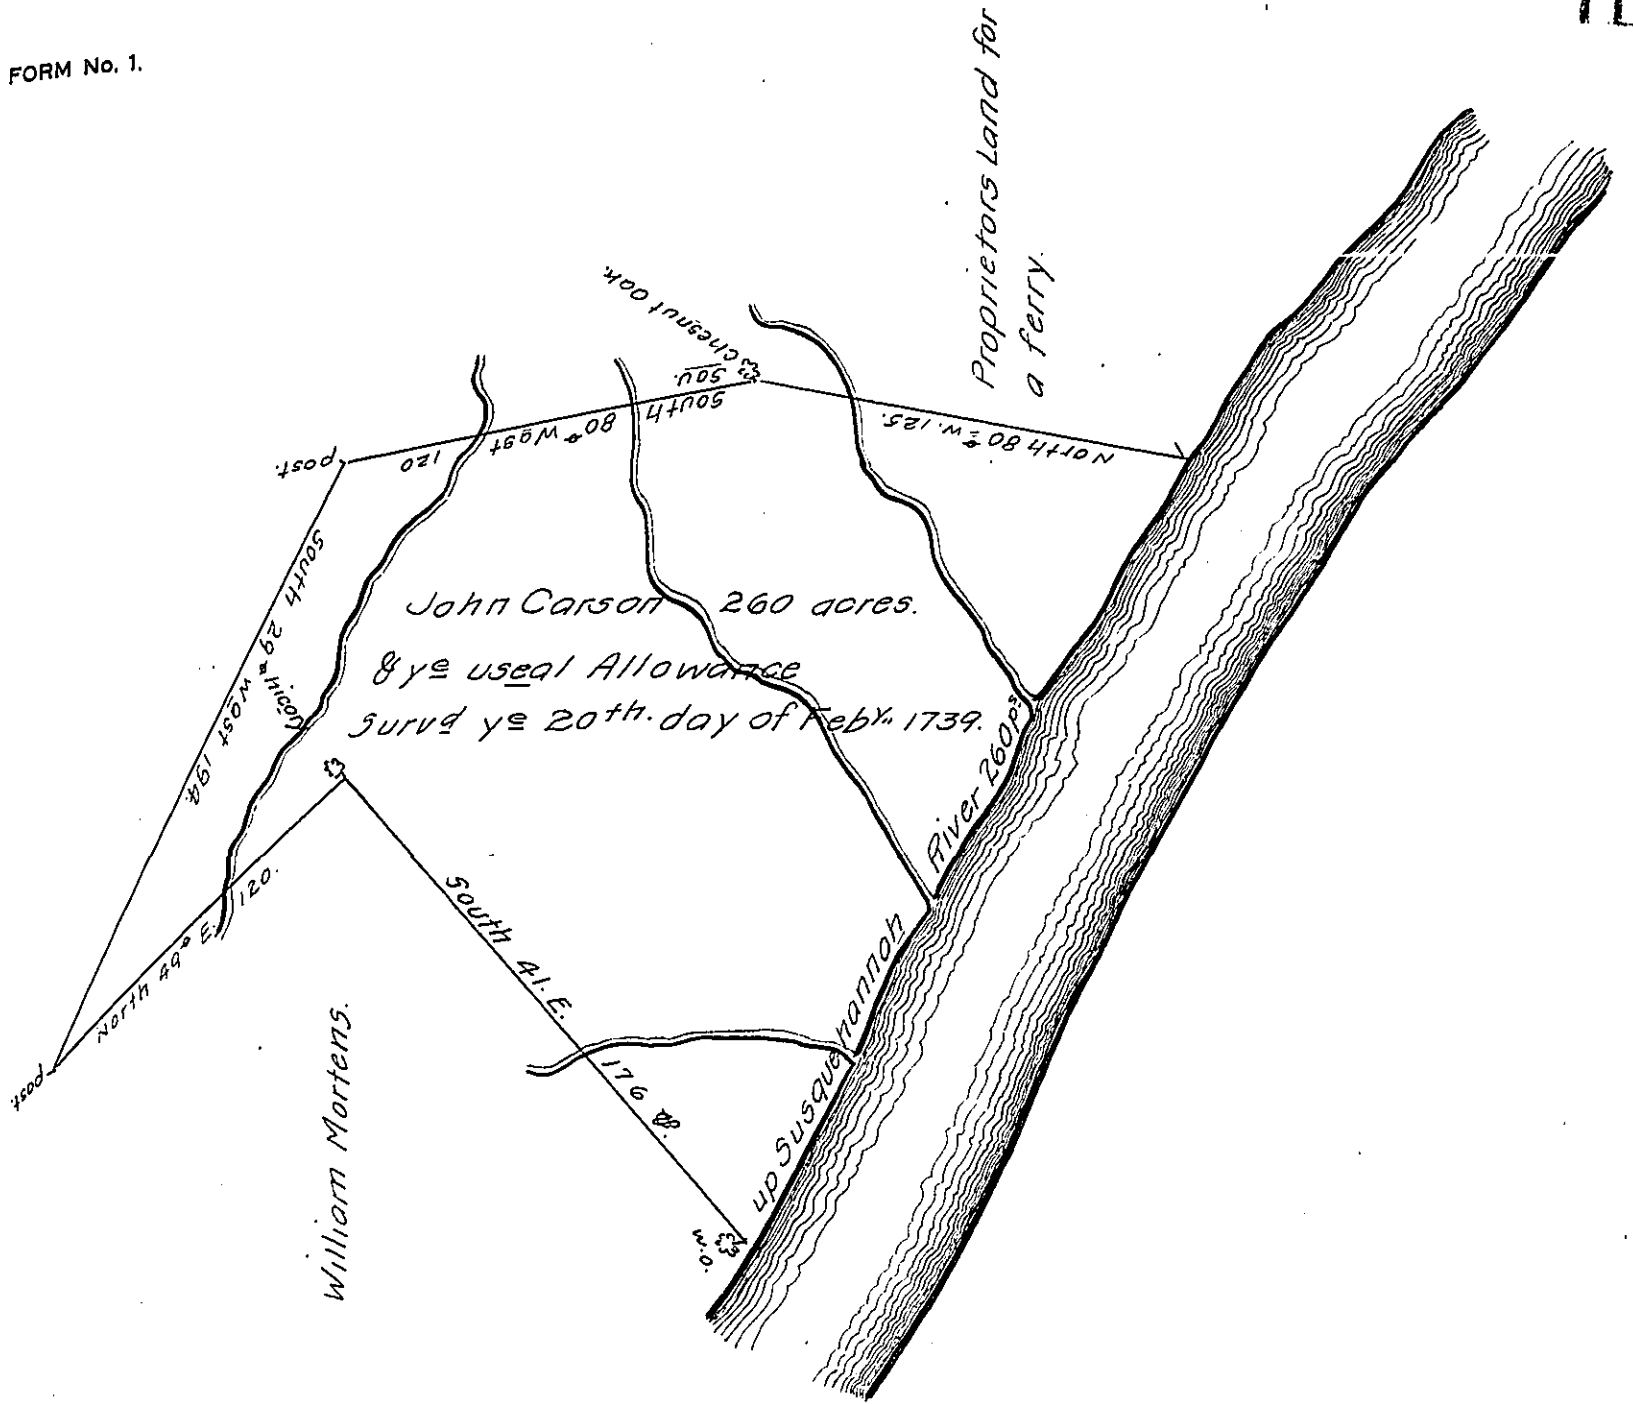 FORM No. 1.
Proprietors Land for
a ferry.
Chesnut oak.
Sav.
South 80° West 120
post.
North 80° W. 125.
South 29° West 194.
hicory
John Carson 260 acres.
& ye useal Allowance
Survd ye 20th. day of Feby. 1739.
River 260 ps
up Susquehannah
North 49° E. 120.
post.
South 41. E. 176 P.
William Mortens.
w.o.